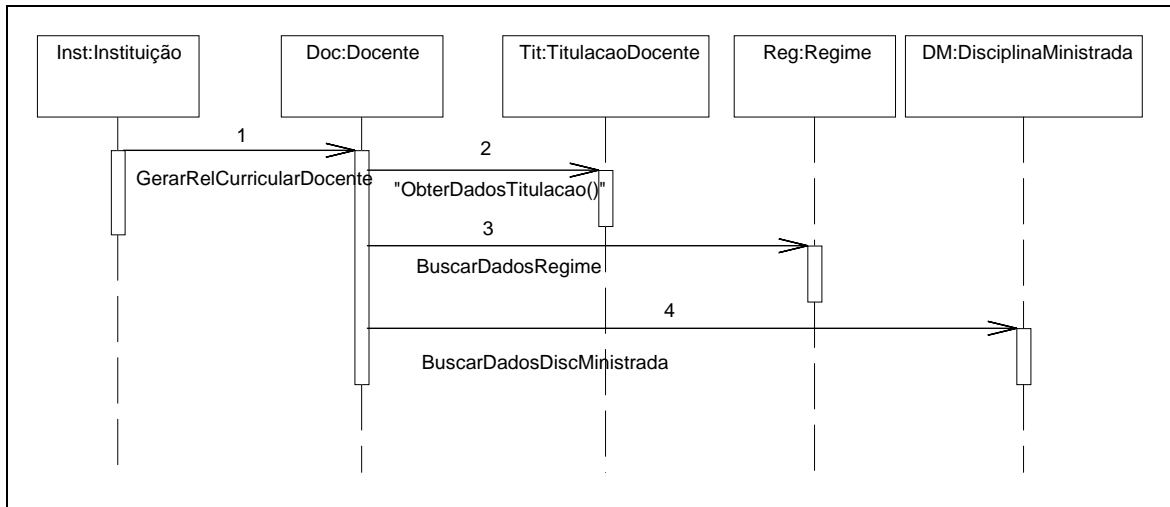 Inst:Instituição
Doc:Docente
Tit:TitulacaoDocente
Reg:Regime
DM:DisciplinaMinistrada
1
GerarRelCurricularDocente
2
"ObterDadosTitulacao()"
3
BuscarDadosRegime
4
BuscarDadosDiscMinistrada